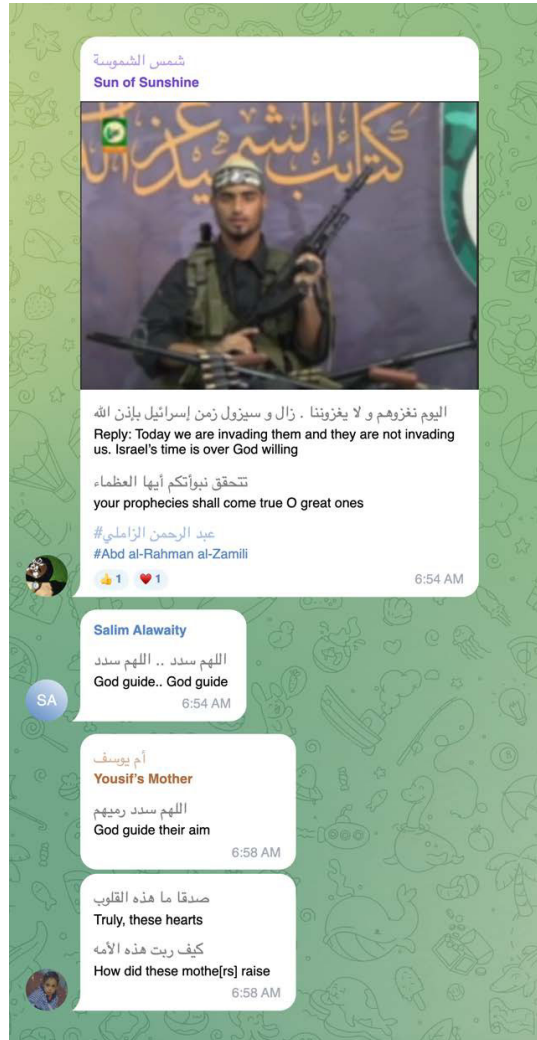 شمس الشموسة
Sun of Sunshine
كتائب الشهيد عز الد
اليوم نغزوهم و لا يغزوننا . زال و سيزول زمن إسرائيل بإذن الله
Reply: Today we are invading them and they are not invading
us. Israel's time is over God willing
تتحقق نبوأتكم أيها العظماء
your prophecies shall come true O great ones
#عبد الرحمن الزاملي
#Abd al-Rahman al-Zamili
1 1
6:54 AM
Salim Alawaity
اللهم سدد .. اللهم سدد
God guide.. God guide
SA
6:54 AM
أم يوسف
Yousif's Mother
اللهم سدد رميهم
God guide their aim
6:58 AM
صدقا ما هذه القلوب
Truly, these hearts
كيف ربت هذه الأمه
How did these mothe[rs] raise
6:58 AM